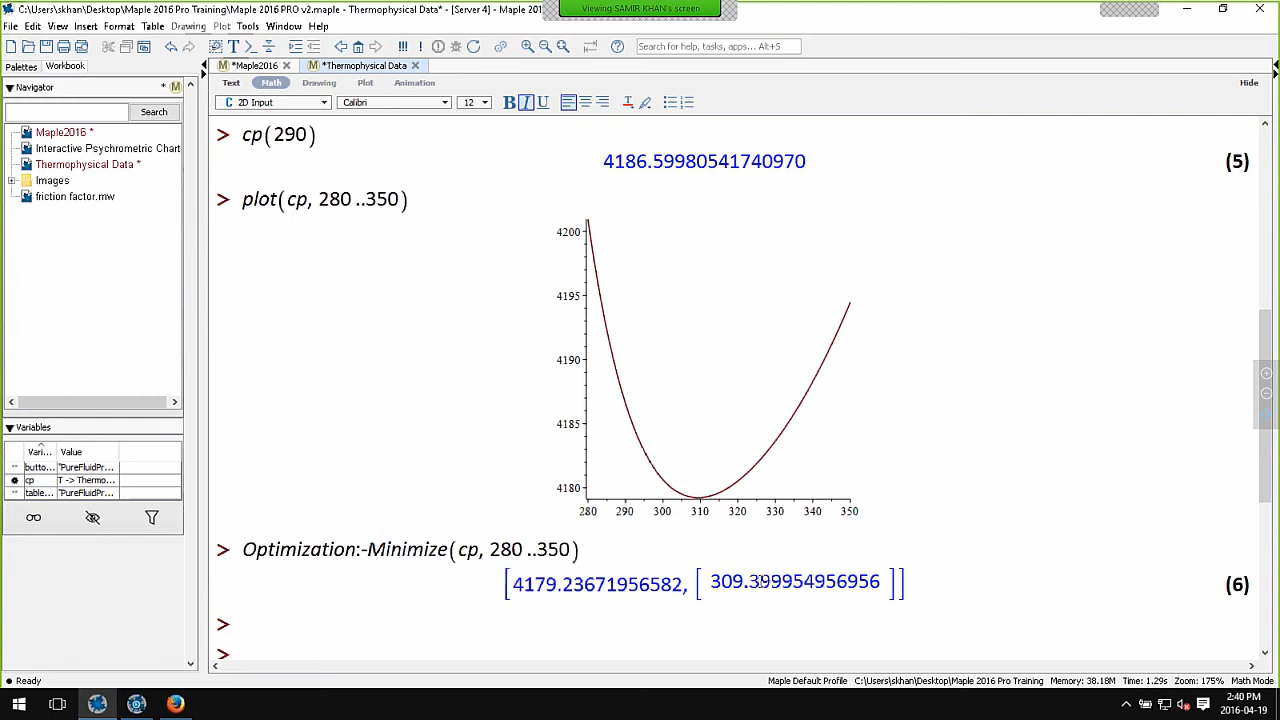 C:\Users\skhan\Desktop\Maple 2016 Pro Training\Maple 2016 PRO v2.maple - Thermophysical Data* - [Server 4] - Maple 201
Viewing SAMIR KHAN's screen
File Edit View Insert Format Table Drawing Plot Tools Window Help
Search for help, tasks, apps... Alt+S
Palettes Workbook
*Maple2016 *Thermophysical Data
Navigator *
Text Math Drawing Plot Animation Hide
C 2D Input Calibri 12 B I U
Search
Maple2016 *
Interactive Psychrometric Chart
Thermophysical Data *
Images
friction factor.mw
> cp(290)
4186.59980541740970 (5)
> plot(cp, 280 ..350)
4200
4195
4190
4185
4180
280 290 300 310 320 330 340 350
Variables
Vari... Value
butto... "PureFluidPr...
cp T -> Thermo...
table... "PureFluidPr...
> Optimization:-Minimize(cp, 280 ..350)
[4179.23671956582, [ 309.399954956956 ]] (6)
>
>
Ready
Maple Default Profile C:\Users\skhan\Desktop\Maple 2016 Pro Training Memory: 38.18M Time: 1.29s Zoom: 175% Math Mode
2:40 PM
2016-04-19